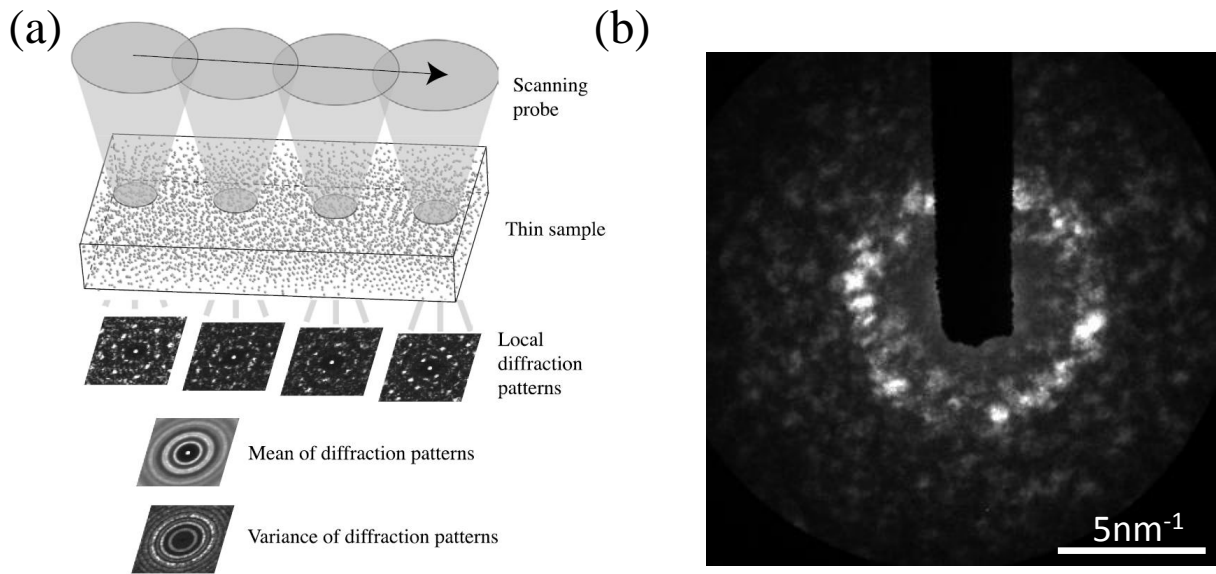 (a)
Scanning
probe
Thin sample
Local
diffraction
patterns
Mean of diffraction patterns
Variance of diffraction patterns
(b)
5nm⁻¹